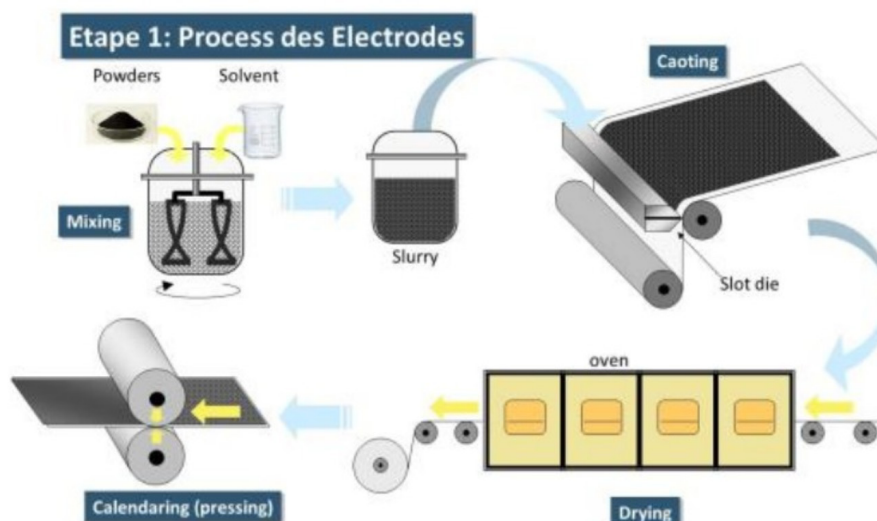 Etape 1: Process des Electrodes
Powders
Solvent
Mixing
Slurry
Caoting
Slot die
oven
Drying
Calendaring (pressing)